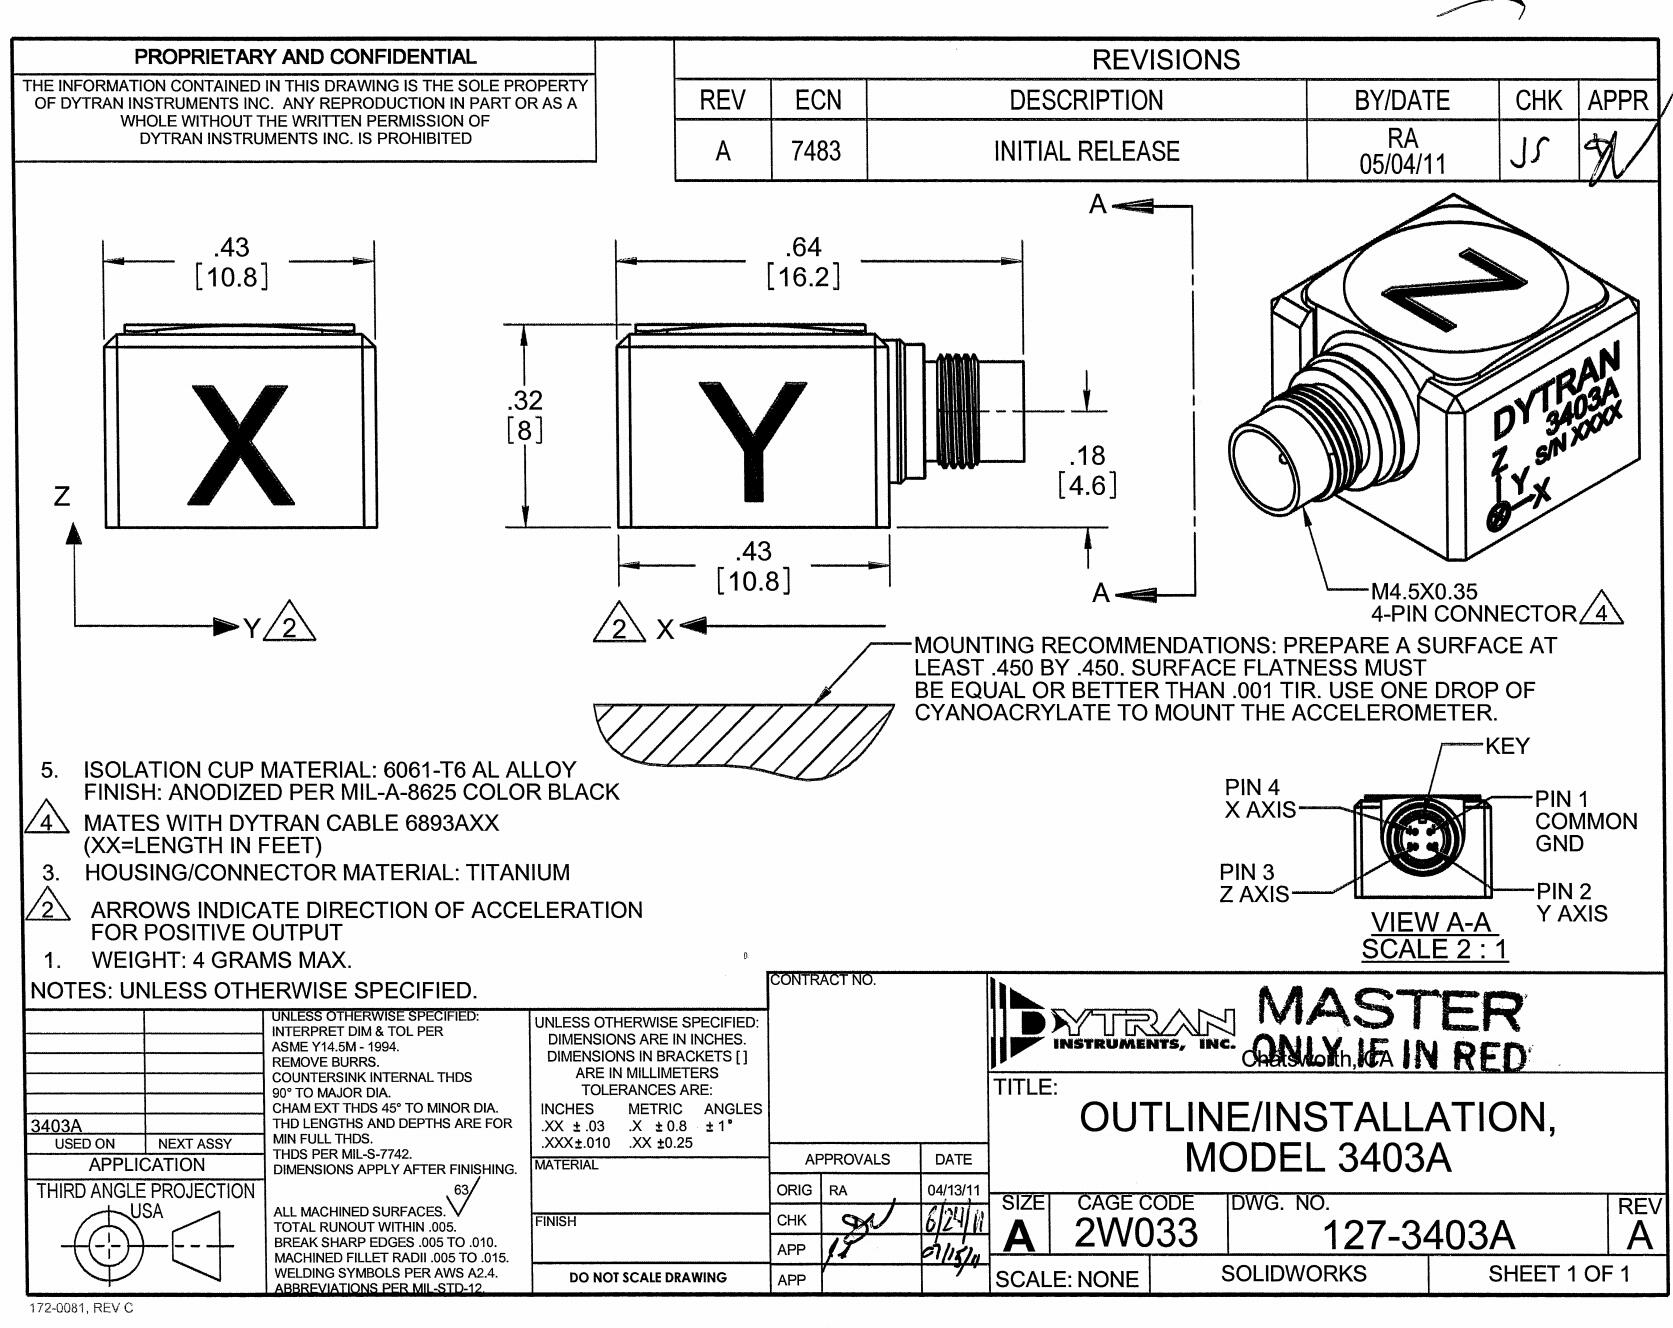 PROPRIETARY AND CONFIDENTIAL
THE INFORMATION CONTAINED IN THIS DRAWING IS THE SOLE PROPERTY
OF DYTRAN INSTRUMENTS INC. ANY REPRODUCTION IN PART OR AS A
WHOLE WITHOUT THE WRITTEN PERMISSION OF
DYTRAN INSTRUMENTS INC. IS PROHIBITED
REVISIONS
REV ECN DESCRIPTION BY/DATE CHK APPR
A 7483 INITIAL RELEASE RA 05/04/11 JS
.43
[10.8]
X
Z
Y 2
.64
[16.2]
.32
[8]
Y
.18
[4.6]
.43
[10.8]
2 X
A
A
Z
DYTRAN
3403A
S/N XXXX
Z
Y
X
M4.5X0.35
4-PIN CONNECTOR 4
MOUNTING RECOMMENDATIONS: PREPARE A SURFACE AT
LEAST .450 BY .450. SURFACE FLATNESS MUST
BE EQUAL OR BETTER THAN .001 TIR. USE ONE DROP OF
CYANOACRYLATE TO MOUNT THE ACCELEROMETER.
KEY
PIN 4
X AXIS
PIN 1
COMMON
GND
PIN 3
Z AXIS
PIN 2
Y AXIS
VIEW A-A
SCALE 2 : 1
5. ISOLATION CUP MATERIAL: 6061-T6 AL ALLOY
FINISH: ANODIZED PER MIL-A-8625 COLOR BLACK
4 MATES WITH DYTRAN CABLE 6893AXX
(XX=LENGTH IN FEET)
3. HOUSING/CONNECTOR MATERIAL: TITANIUM
2 ARROWS INDICATE DIRECTION OF ACCELERATION
FOR POSITIVE OUTPUT
1. WEIGHT: 4 GRAMS MAX.
NOTES: UNLESS OTHERWISE SPECIFIED.
3403A
USED ON NEXT ASSY
APPLICATION
THIRD ANGLE PROJECTION
USA
UNLESS OTHERWISE SPECIFIED:
INTERPRET DIM & TOL PER
ASME Y14.5M - 1994.
REMOVE BURRS.
COUNTERSINK INTERNAL THDS
90° TO MAJOR DIA.
CHAM EXT THDS 45° TO MINOR DIA.
THD LENGTHS AND DEPTHS ARE FOR
MIN FULL THDS.
THDS PER MIL-S-7742.
DIMENSIONS APPLY AFTER FINISHING.
63
ALL MACHINED SURFACES.
TOTAL RUNOUT WITHIN .005.
BREAK SHARP EDGES .005 TO .010.
MACHINED FILLET RADII .005 TO .015.
WELDING SYMBOLS PER AWS A2.4.
ABBREVIATIONS PER MIL-STD-12.
UNLESS OTHERWISE SPECIFIED:
DIMENSIONS ARE IN INCHES.
DIMENSIONS IN BRACKETS [ ]
ARE IN MILLIMETERS
TOLERANCES ARE:
INCHES METRIC ANGLES
.XX ± .03 .X ± 0.8 ± 1°
.XXX±.010 .XX ±0.25
MATERIAL
FINISH
DO NOT SCALE DRAWING
CONTRACT NO.
APPROVALS DATE
ORIG RA 04/13/11
CHK 6/24/11
APP 07/15/11
APP
DYTRAN
INSTRUMENTS, INC.
Chatsworth, CA
MASTER
ONLY IF IN RED
TITLE:
OUTLINE/INSTALLATION,
MODEL 3403A
SIZE CAGE CODE DWG. NO. REV
A 2W033 127-3403A A
SCALE: NONE SOLIDWORKS SHEET 1 OF 1
172-0081, REV C